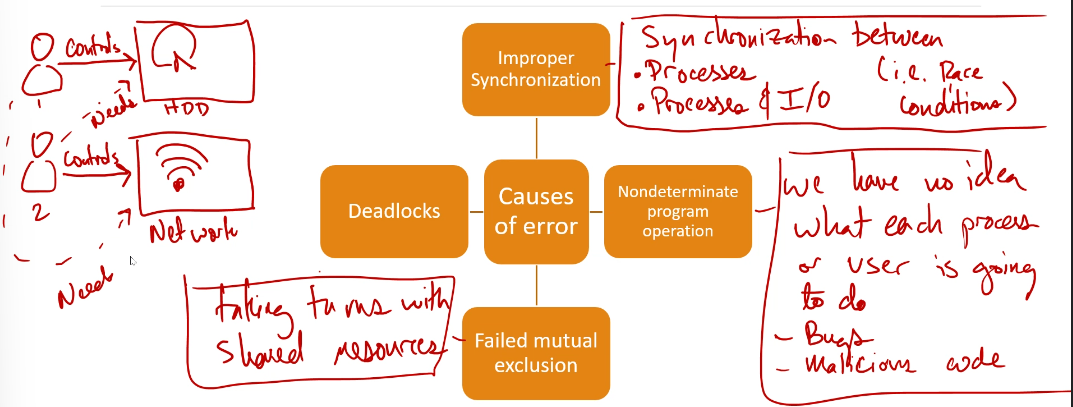 Controls
Needs
HDD
Controls
2
Network
Need
Improper
Synchronization
Synchronization between
• Processes (i.e. Race
• Processes & I/O Conditions)
Deadlocks
Causes
of error
Nondeterminate
program
operation
we have no idea
what each process
or user is going
to do
- Bugs
- Malicious code
taking turns with
shared resources
Failed mutual
exclusion